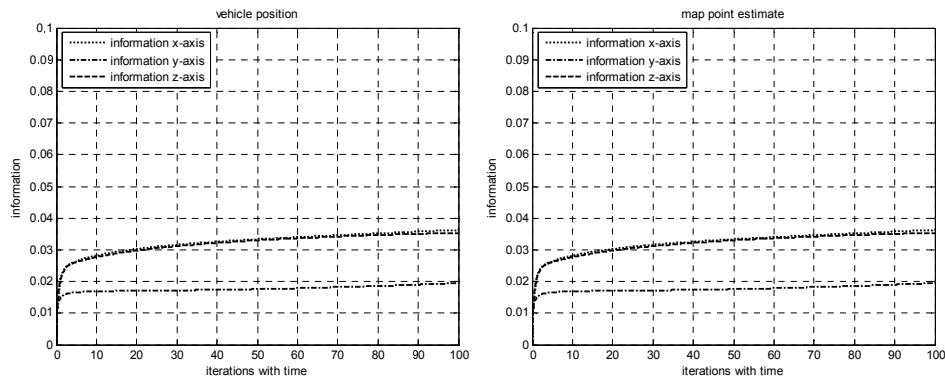 vehicle position
0.1
0.09
0.08
0.07
0.06
0.05
0.04
0.03
0.02
0.01
0
information
information x-axis
information y-axis
information z-axis
0 10 20 30 40 50 60 70 80 90 100
iterations with time
map point estimate
0.1
0.09
0.08
0.07
0.06
0.05
0.04
0.03
0.02
0.01
0
information
information x-axis
information y-axis
information z-axis
0 10 20 30 40 50 60 70 80 90 100
iterations with time